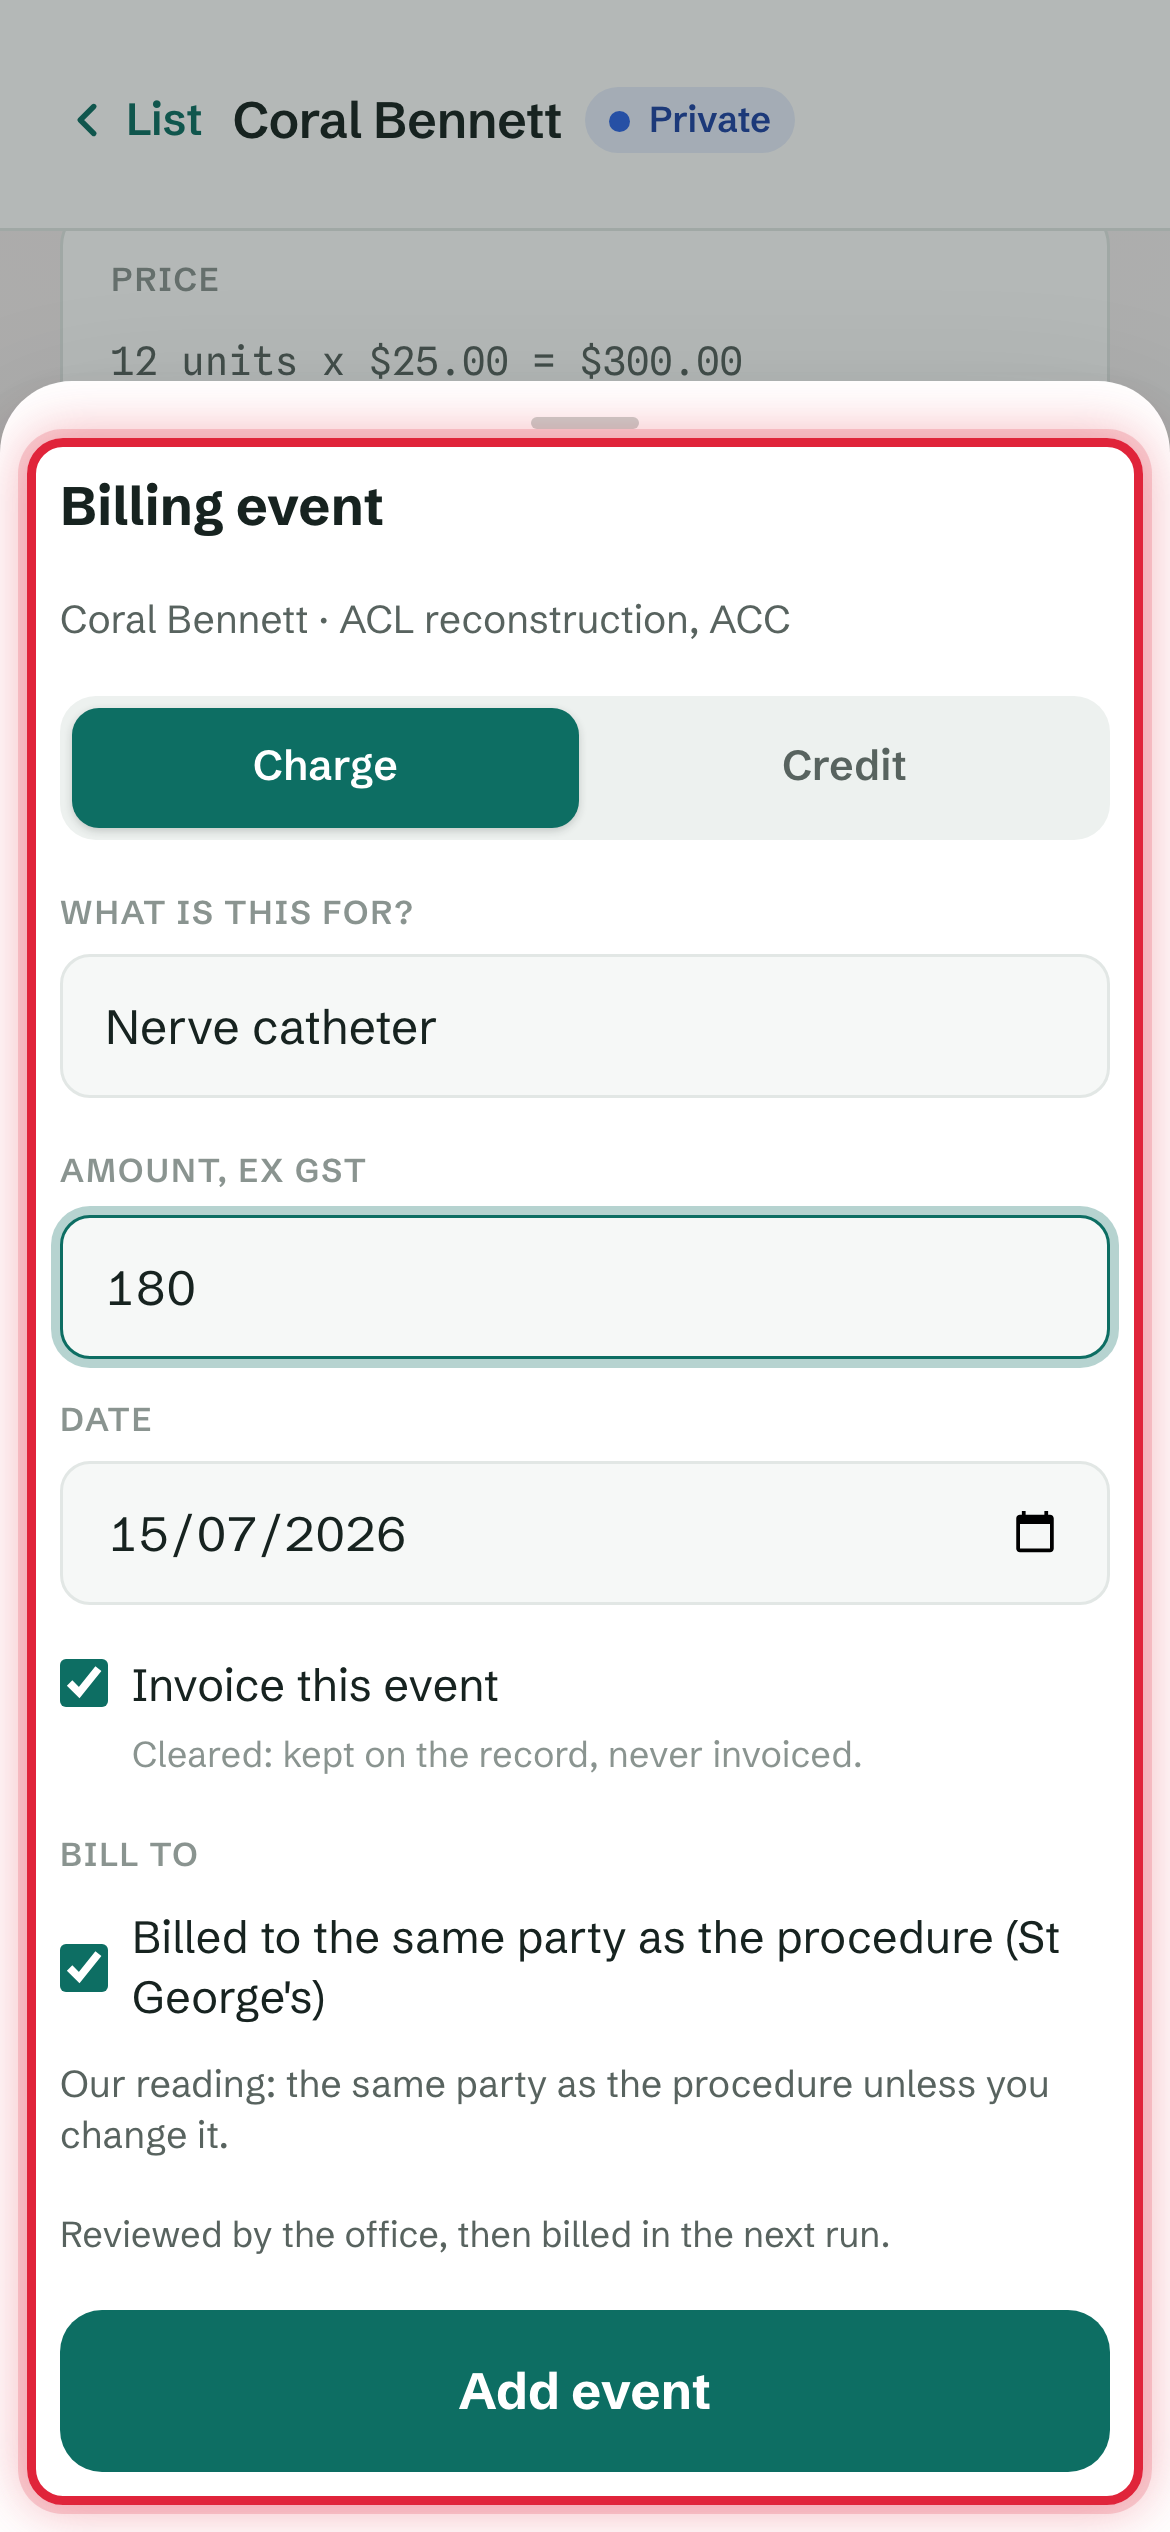 List Coral Bennett Private
PRICE
12 units x $25.00 = $300.00
Billing event
Coral Bennett · ACL reconstruction, ACC
Charge Credit
WHAT IS THIS FOR?
Nerve catheter
AMOUNT, EX GST
180
DATE
15/07/2026
Invoice this event
Cleared: kept on the record, never invoiced.
BILL TO
Billed to the same party as the procedure (St
George's)
Our reading: the same party as the procedure unless you
change it.
Reviewed by the office, then billed in the next run.
Add event